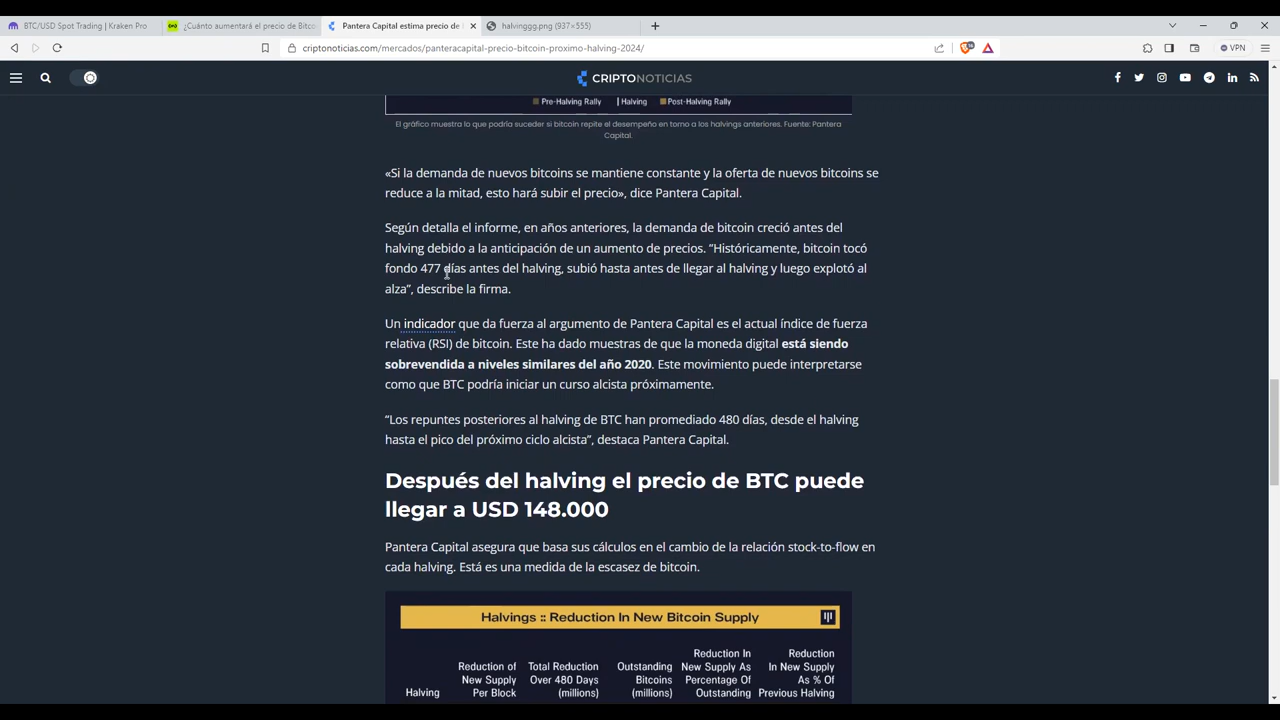 BTC/USD Spot Trading | Kraken Pro
¿Cuánto aumentará el precio de Bitco
Pantera Capital estima precio de
halvinggg.png (937×555)
criptonoticias.com/mercados/panteracapital-precio-bitcoin-proximo-halving-2024/
VPN
CRIPTONOTICIAS
Pre-Halving Rally Halving Post-Halving Rally
El gráfico muestra lo que podría suceder si bitcoin repite el desempeño en torno a los halvings anteriores. Fuente: Pantera
Capital.
«Si la demanda de nuevos bitcoins se mantiene constante y la oferta de nuevos bitcoins se
reduce a la mitad, esto hará subir el precio», dice Pantera Capital.
Según detalla el informe, en años anteriores, la demanda de bitcoin creció antes del
halving debido a la anticipación de un aumento de precios. “Históricamente, bitcoin tocó
fondo 477 días antes del halving, subió hasta antes de llegar al halving y luego explotó al
alza”, describe la firma.
Un indicador que da fuerza al argumento de Pantera Capital es el actual índice de fuerza
relativa (RSI) de bitcoin. Este ha dado muestras de que la moneda digital está siendo
sobrevendida a niveles similares del año 2020. Este movimiento puede interpretarse
como que BTC podría iniciar un curso alcista próximamente.
“Los repuntes posteriores al halving de BTC han promediado 480 días, desde el halving
hasta el pico del próximo ciclo alcista”, destaca Pantera Capital.
Después del halving el precio de BTC puede
llegar a USD 148.000
Pantera Capital asegura que basa sus cálculos en el cambio de la relación stock-to-flow en
cada halving. Está es una medida de la escasez de bitcoin.
Halvings :: Reduction In New Bitcoin Supply
Halving
Reduction of
New Supply
Per Block
Total Reduction
Over 480 Days
(millions)
Outstanding
Bitcoins
(millions)
Reduction In
New Supply As
Percentage Of
Outstanding
Reduction
In New Supply
As % Of
Previous Halving